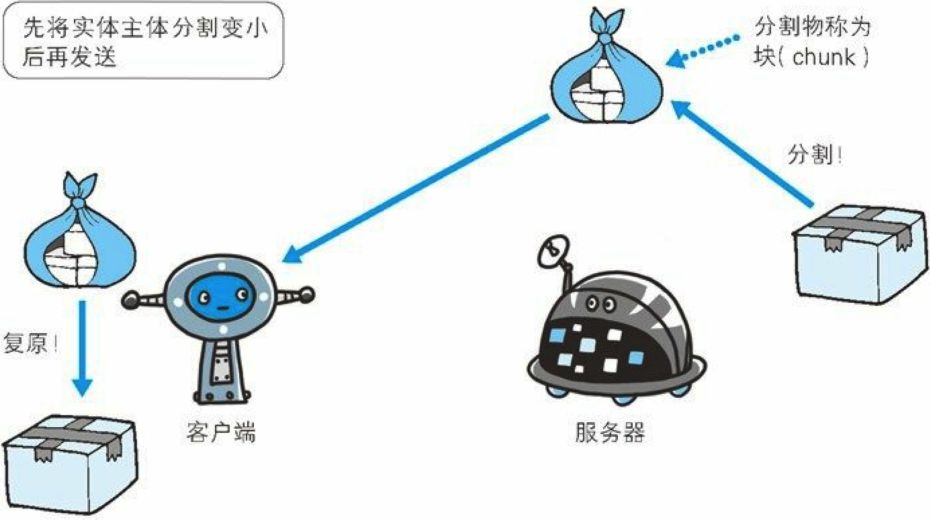 先将实体主体分割变小
后再发送
分割物称为
块( chunk )
分割!
复原!
客户端
服务器